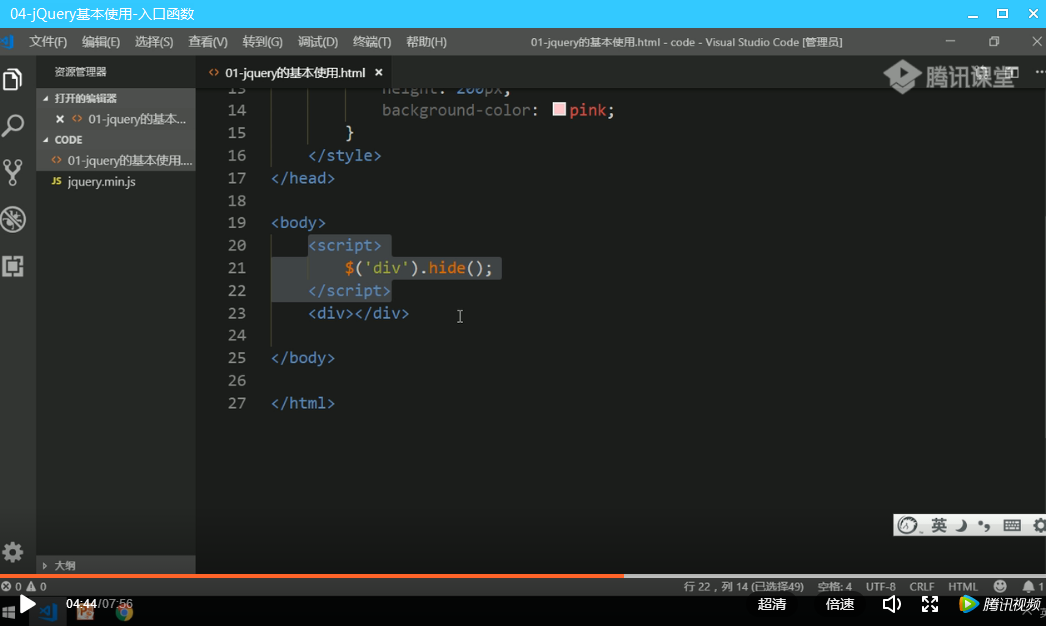 04-jQuery基本使用-入口函数
文件(F) 编辑(E) 选择(S) 查看(V) 转到(G) 调试(D) 终端(T) 帮助(H) 01-jquery的基本使用.html - code - Visual Studio Code [管理员]
资源管理器
01-jquery的基本使用.html
腾讯课堂
打开的编辑器
01-jquery的基本...
CODE
01-jquery的基本使用....
JS jquery.min.js
13 height: 200px;
14 background-color: pink;
15 }
16 </style>
17 </head>
18
19 <body>
20 <script>
21 $('div').hide();
22 </script>
23 <div></div>
24
25 </body>
26
27 </html>
英
大纲
0 0 行 22，列 14 (已选择49) 空格: 4 UTF-8 CRLF HTML 1
04:44/07:56 超清 倍速 腾讯视频